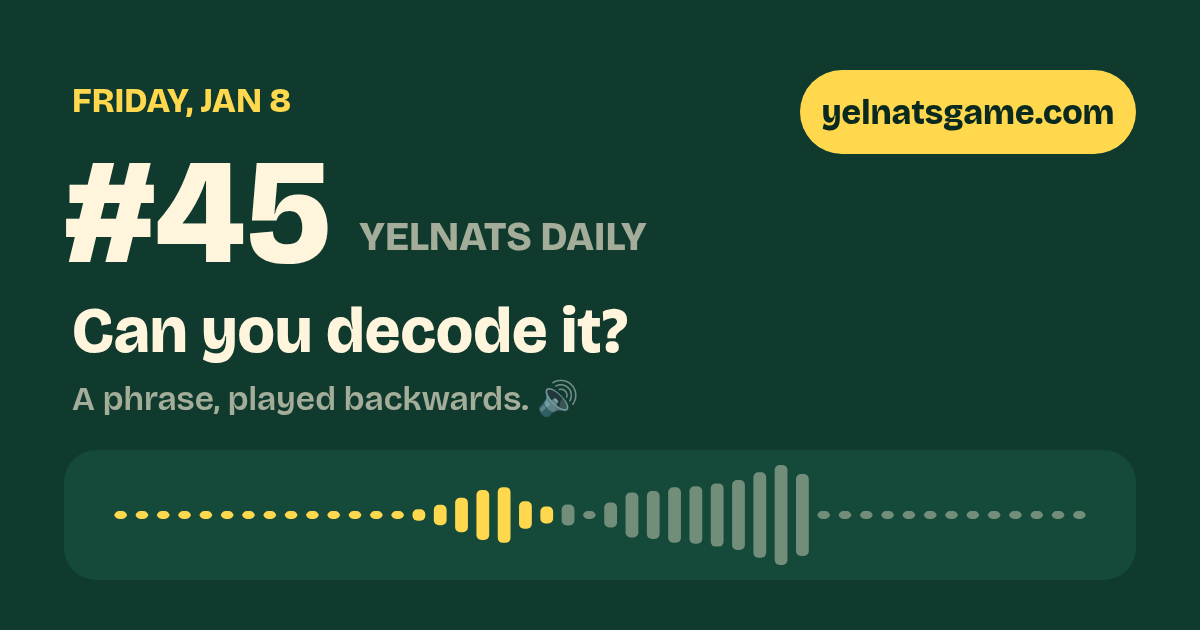 FRIDAY, JAN 8
yelnatsgame.com
#45 YELNATS DAILY
Can you decode it?
A phrase, played backwards. 🔊